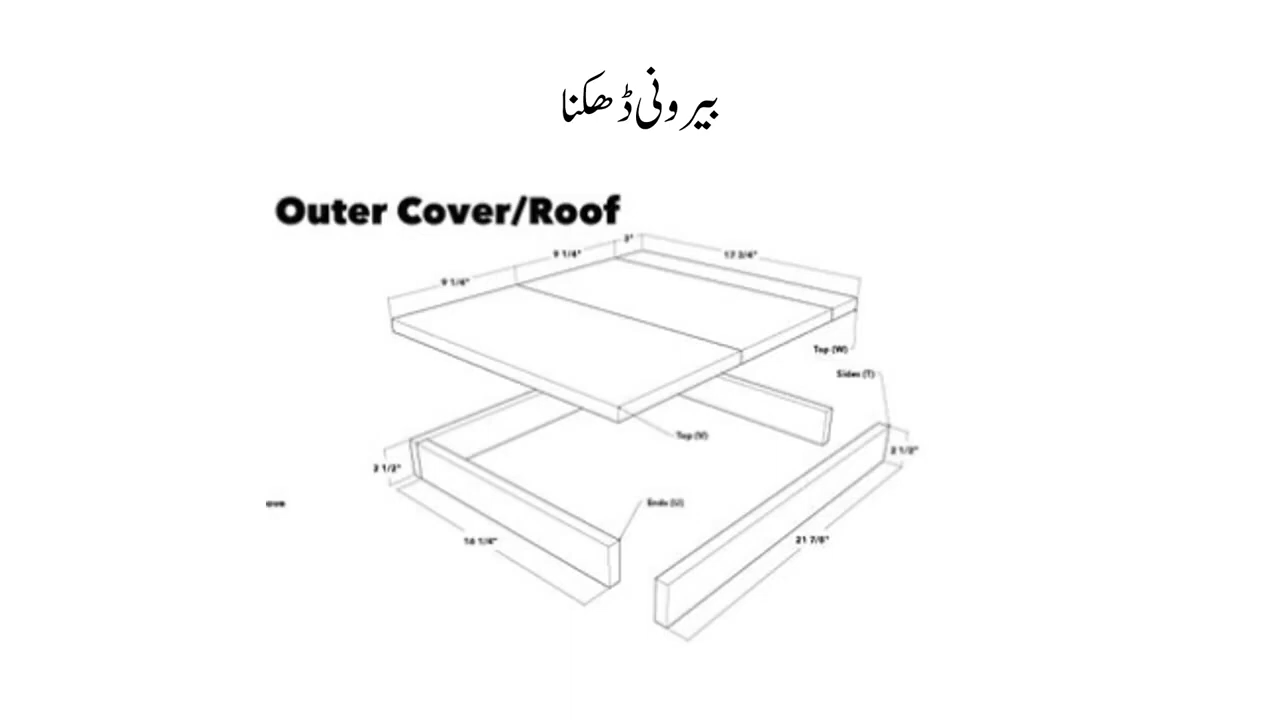 بیرونی ڈھکنا
Outer Cover/Roof
3"
9 1/4"
17 3/4"
9 1/4"
Top (W)
Sides (T)
Top (V)
2 1/2"
2 1/2"
Ends (U)
16 1/4"
21 7/8"